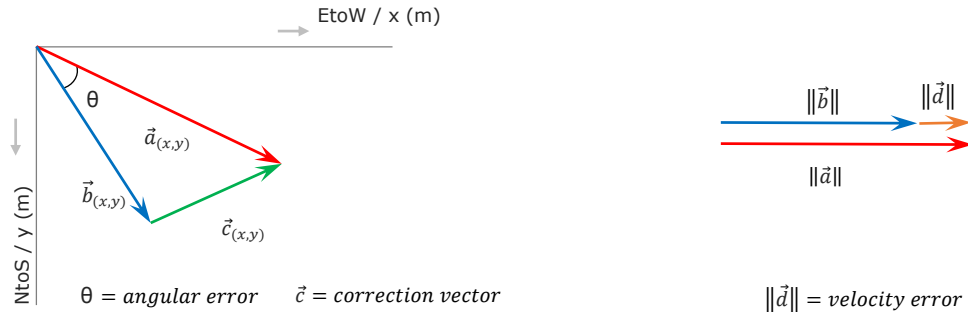 EtoW / x (m)
NtoS / y (m)
θ
a⃗(x,y)
b⃗(x,y)
c⃗(x,y)
‖b⃗‖
‖d⃗‖
‖a⃗‖
θ = angular error
c⃗ = correction vector
‖d⃗‖ = velocity error